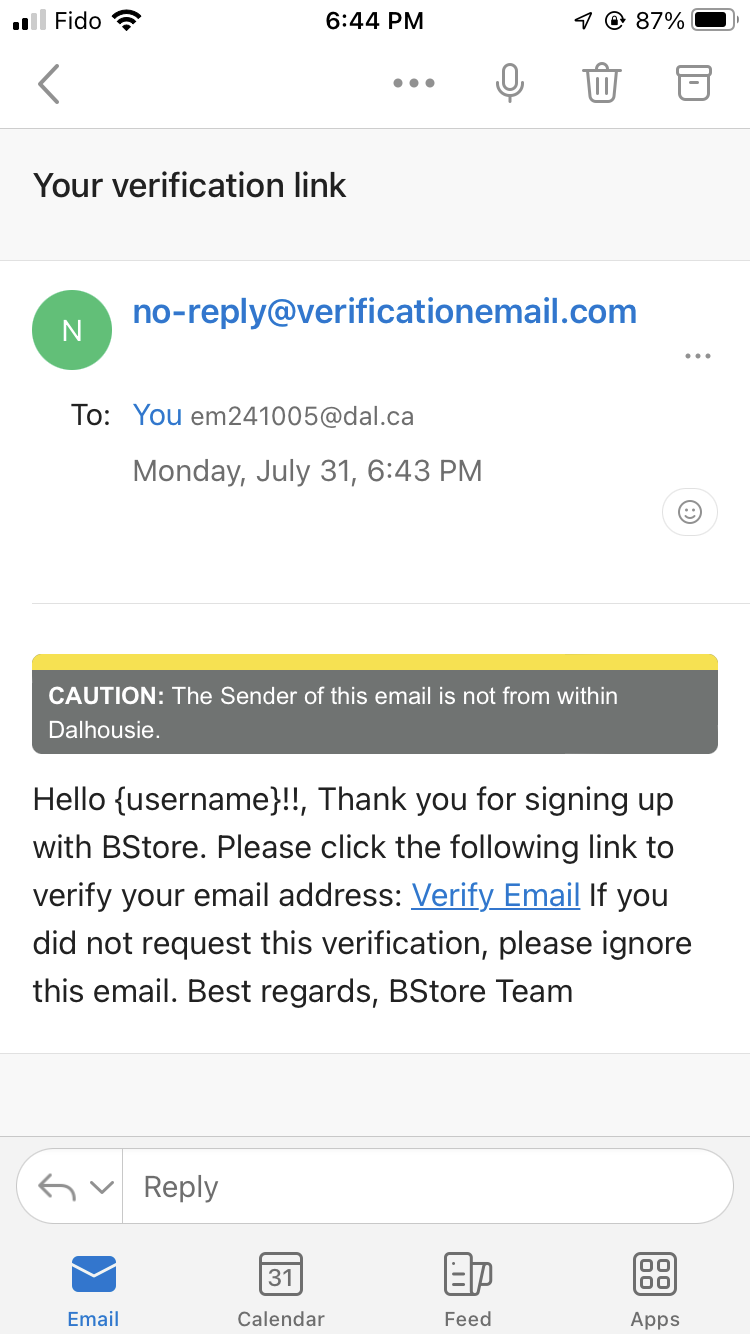 Fido 6:44 PM 87%
Your verification link
N
no-reply@verificationemail.com
To: You em241005@dal.ca
Monday, July 31, 6:43 PM
CAUTION: The Sender of this email is not from within
Dalhousie.
Hello {username}!!, Thank you for signing up
with BStore. Please click the following link to
verify your email address: Verify Email If you
did not request this verification, please ignore
this email. Best regards, BStore Team
Reply
31
Email Calendar Feed Apps